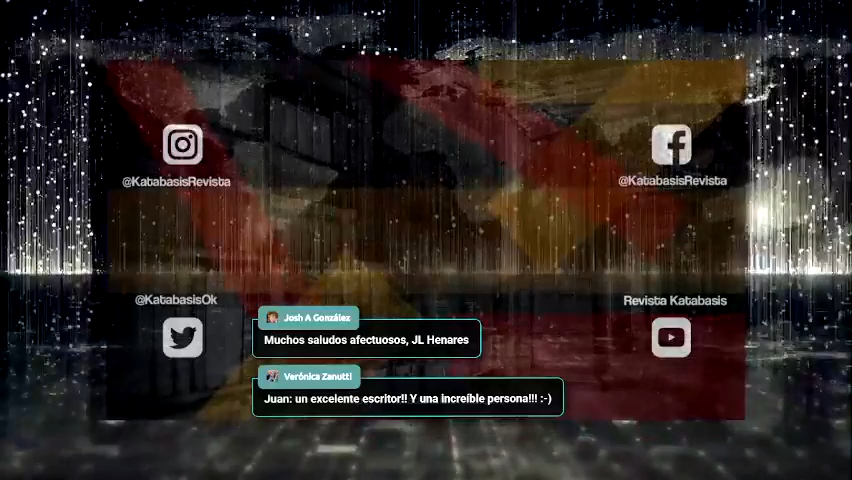 @KatabasisRevista
@KatabasisRevista
@KatabasisOk
Revista Katabasis
Josh A González
Muchos saludos afectuosos, JL Henares
Verónica Zanutti
Juan: un excelente escritor!! Y una increíble persona!!! :-)